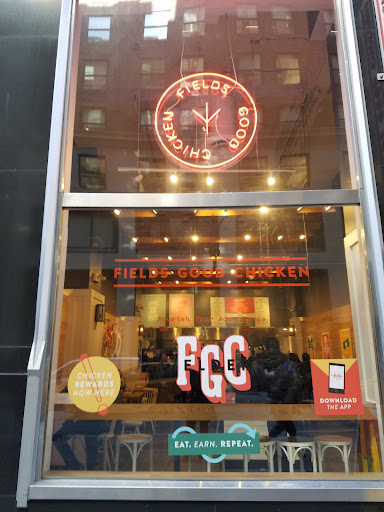 FIELDS GOOD CHICKEN
FIELDS GOOD CHICKEN
FGC
CHICKEN
REWARDS
NOW HERE
DOWNLOAD
THE APP
EAT. EARN. REPEAT.